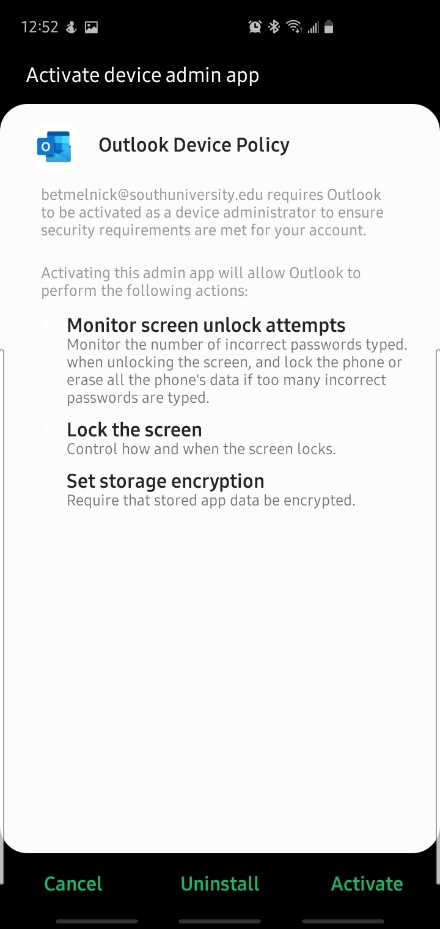 12:52
Activate device admin app
Outlook Device Policy
betmelnick@southuniversity.edu requires Outlook
to be activated as a device administrator to ensure
security requirements are met for your account.
Activating this admin app will allow Outlook to
perform the following actions:
Monitor screen unlock attempts
Monitor the number of incorrect passwords typed.
when unlocking the screen, and lock the phone or
erase all the phone's data if too many incorrect
passwords are typed.
Lock the screen
Control how and when the screen locks.
Set storage encryption
Require that stored app data be encrypted.
Cancel Uninstall Activate